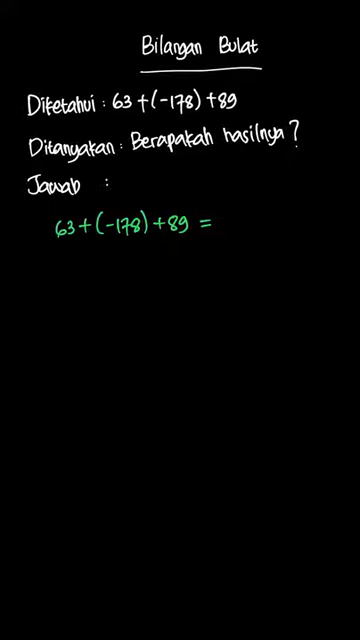 Bilangan Bulat
Diketahui : 63 + (-178) + 89
Ditanyakan : Berapakah hasilnya ?
Jawab :
63 + (-178) + 89 =